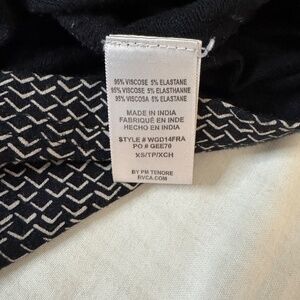 95% VISCOSE 5% ELASTANE
95% VISCOSE 5% ELASTHANNE
95% VISCOSA 5% ELASTANE
MADE IN INDIA
FABRIQUÉ EN INDE
HECHO EN INDIA
STYLE # WGD14FRA
PO # GEE70
XS/TP/XCH
BY PM TENORE
RVCA.COM